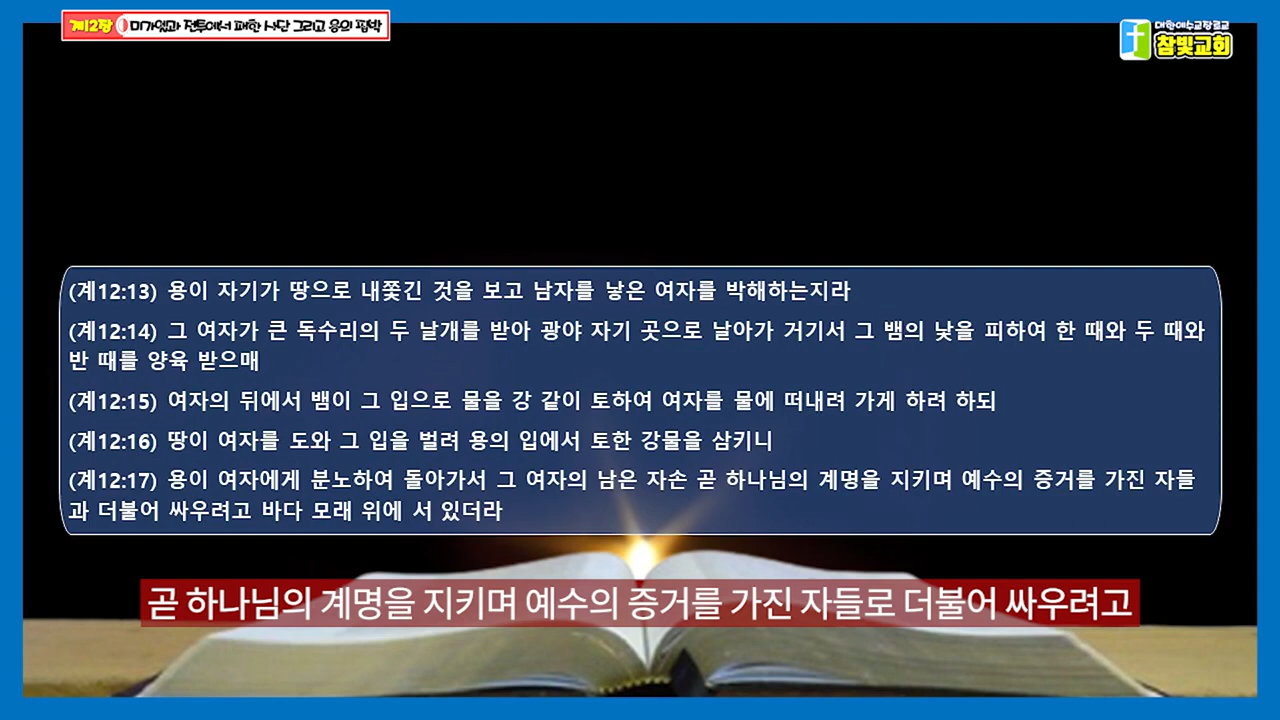 제2장 미가엘과 전투에서 패한 사단 그리고 용의 핍박
대한예수교장로교
참빛교회
(계12:13) 용이 자기가 땅으로 내쫓긴 것을 보고 남자를 낳은 여자를 박해하는지라
(계12:14) 그 여자가 큰 독수리의 두 날개를 받아 광야 자기 곳으로 날아가 거기서 그 뱀의 낯을 피하여 한 때와 두 때와
반 때를 양육 받으매
(계12:15) 여자의 뒤에서 뱀이 그 입으로 물을 강 같이 토하여 여자를 물에 떠내려 가게 하려 하되
(계12:16) 땅이 여자를 도와 그 입을 벌려 용의 입에서 토한 강물을 삼키니
(계12:17) 용이 여자에게 분노하여 돌아가서 그 여자의 남은 자손 곧 하나님의 계명을 지키며 예수의 증거를 가진 자들
과 더불어 싸우려고 바다 모래 위에 서 있더라
곧 하나님의 계명을 지키며 예수의 증거를 가진 자들로 더불어 싸우려고